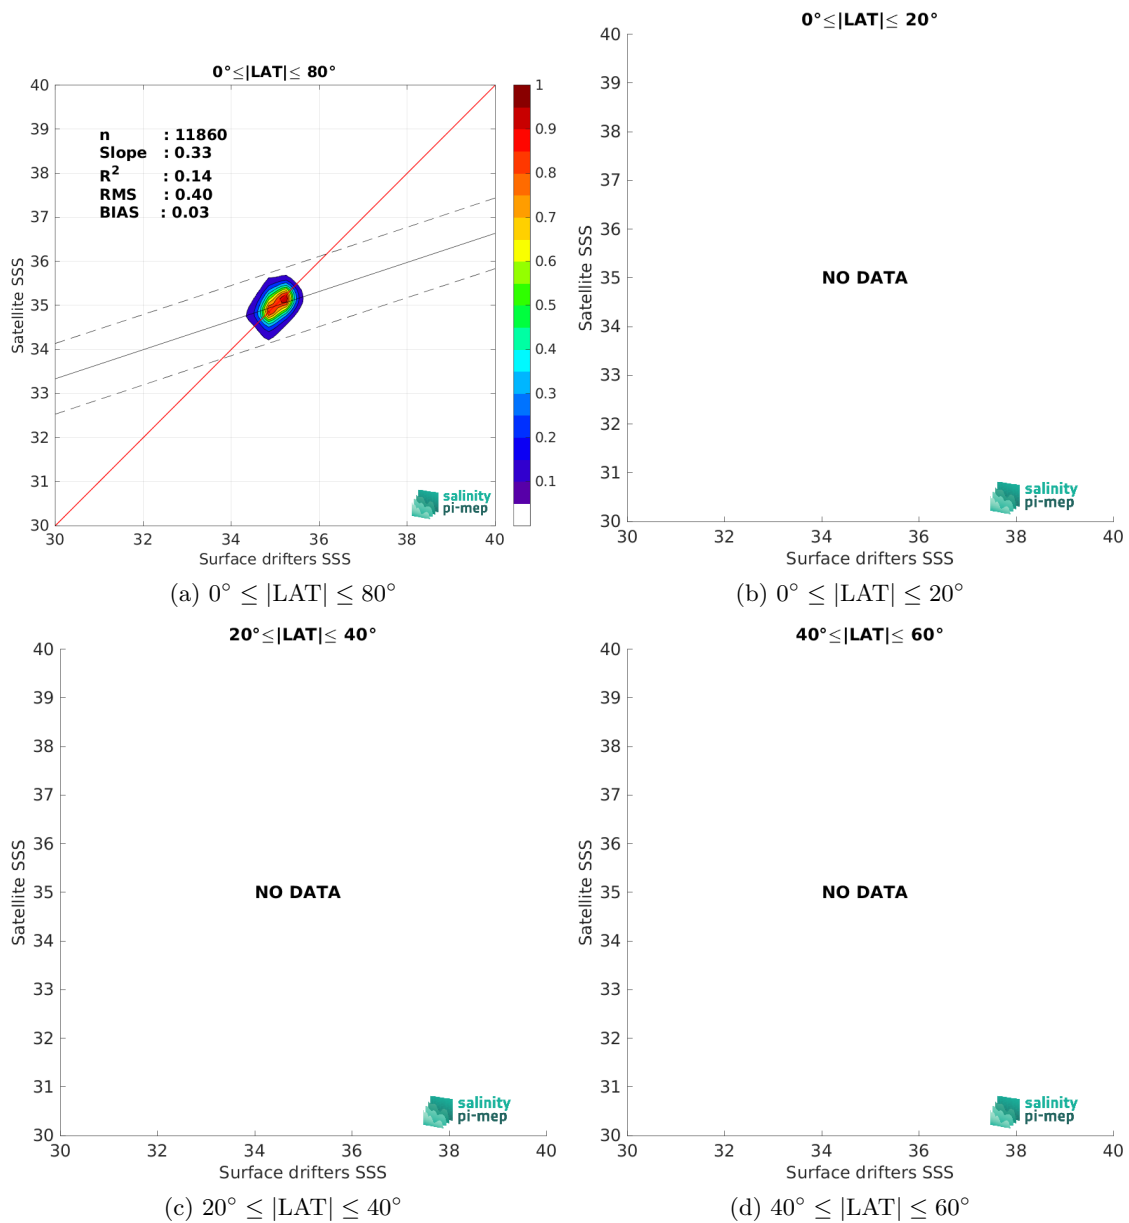 0°≤|LAT|≤ 80°
40
39
38
37
36
35
34
33
32
31
30
Satellite SSS
n : 11860
Slope : 0.33
R² : 0.14
RMS : 0.40
BIAS : 0.03
salinity
pi-mep
30 32 34 36 38 40
Surface drifters SSS
1
0.9
0.8
0.7
0.6
0.5
0.4
0.3
0.2
0.1
(a) 0° ≤ |LAT| ≤ 80°
0°≤|LAT|≤ 20°
40
39
38
37
36
35
34
33
32
31
30
Satellite SSS
NO DATA
salinity
pi-mep
30 32 34 36 38 40
Surface drifters SSS
(b) 0° ≤ |LAT| ≤ 20°
20°≤|LAT|≤ 40°
40
39
38
37
36
35
34
33
32
31
30
Satellite SSS
NO DATA
salinity
pi-mep
30 32 34 36 38 40
Surface drifters SSS
(c) 20° ≤ |LAT| ≤ 40°
40°≤|LAT|≤ 60°
40
39
38
37
36
35
34
33
32
31
30
Satellite SSS
NO DATA
salinity
pi-mep
30 32 34 36 38 40
Surface drifters SSS
(d) 40° ≤ |LAT| ≤ 60°